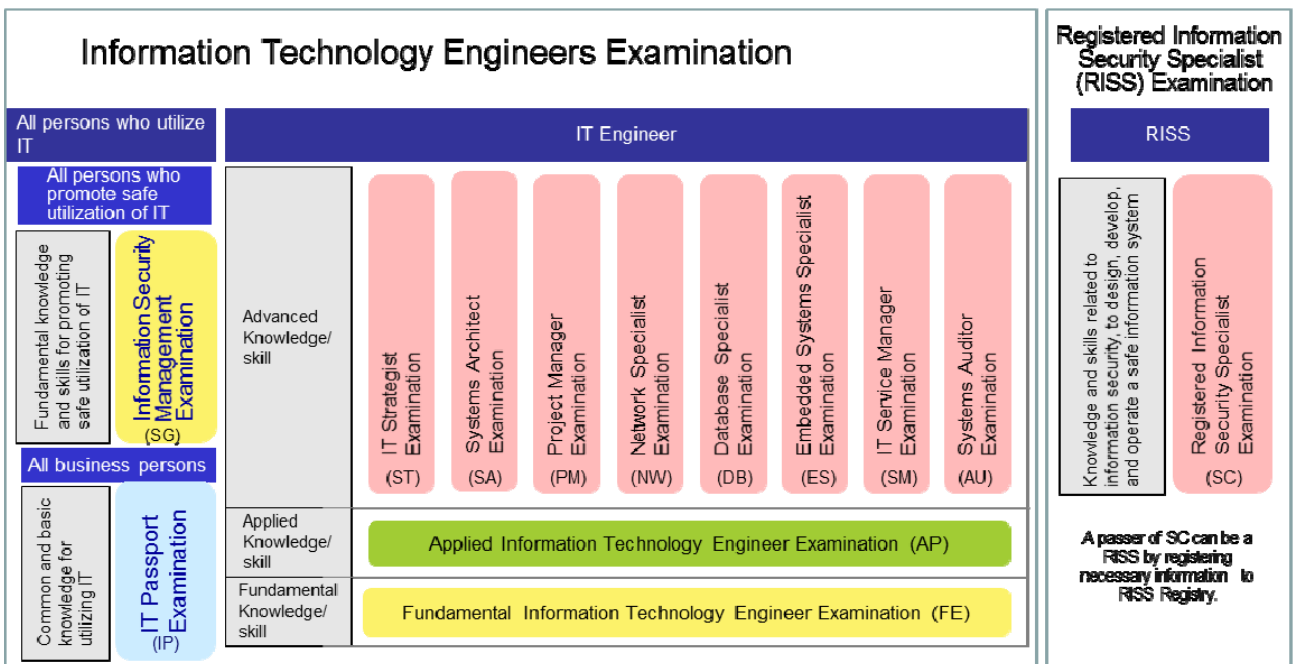 Information Technology Engineers Examination
All persons who utilize
IT
All persons who
promote safe
utilization of IT
Fundamental knowledge
and skills for promoting
safe utilization of IT
Information Security
Management
Examination
(SG)
All business persons
Common and basic
knowledge for
utilizing IT
IT Passport
Examination
(IP)
IT Engineer
Advanced
Knowledge/
skill
IT Strategist
Examination
(ST)
Systems Architect
Examination
(SA)
Project Manager
Examination
(PM)
Network Specialist
Examination
(NW)
Database Specialist
Examination
(DB)
Embedded Systems Specialist
Examination
(ES)
IT Service Manager
Examination
(SM)
Systems Auditor
Examination
(AU)
Applied
Knowledge/
skill
Applied Information Technology Engineer Examination (AP)
Fundamental
Knowledge/
skill
Fundamental Information Technology Engineer Examination (FE)
Registered Information
Security Specialist
(RISS) Examination
RISS
Knowledge and skills related to
information security, to design, develop,
and operate a safe information system
Registered Information
Security Specialist
Examination
(SC)
A passer of SC can be a
RISS by registering
necessary information to
RISS Registry.